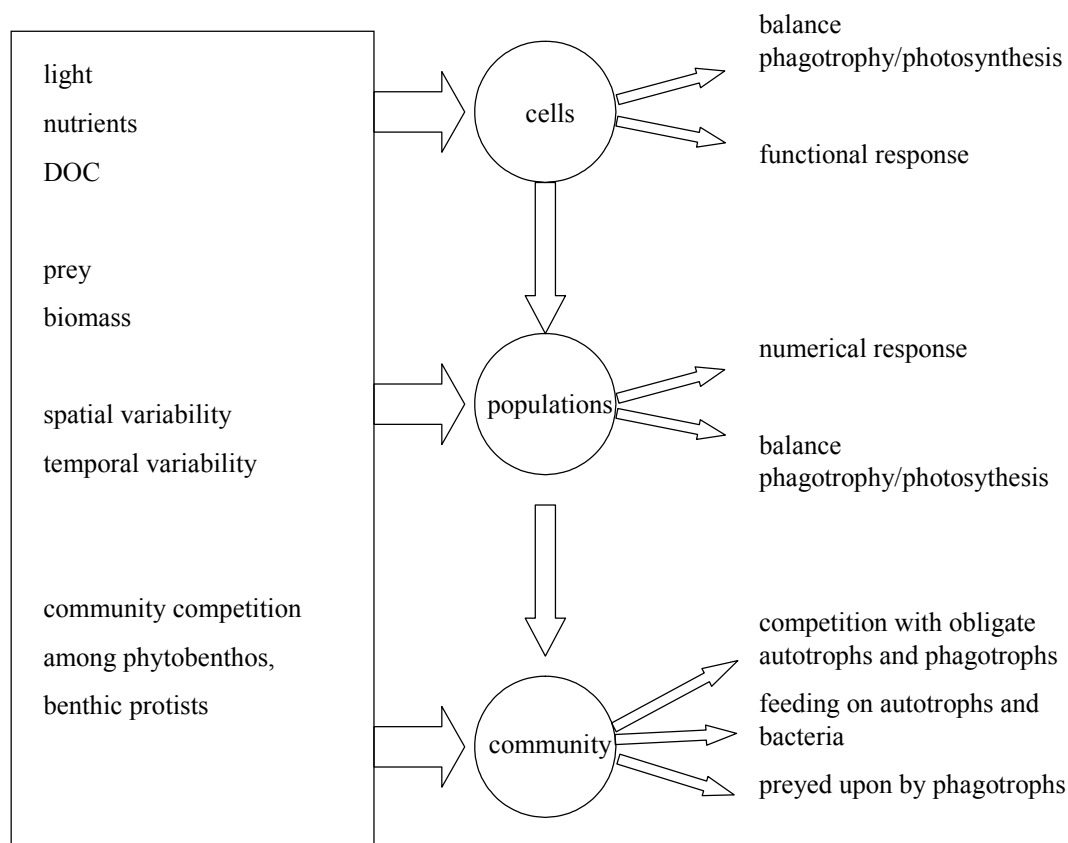 light
nutrients
DOC
prey
biomass
spatial variability
temporal variability
community competition
among phytobenthos,
benthic protists
cells
populations
community
balance
phagotrophy/photosynthesis
functional response
numerical response
balance
phagotrophy/photosythesis
competition with obligate
autotrophs and phagotrophs
feeding on autotrophs and
bacteria
preyed upon by phagotrophs